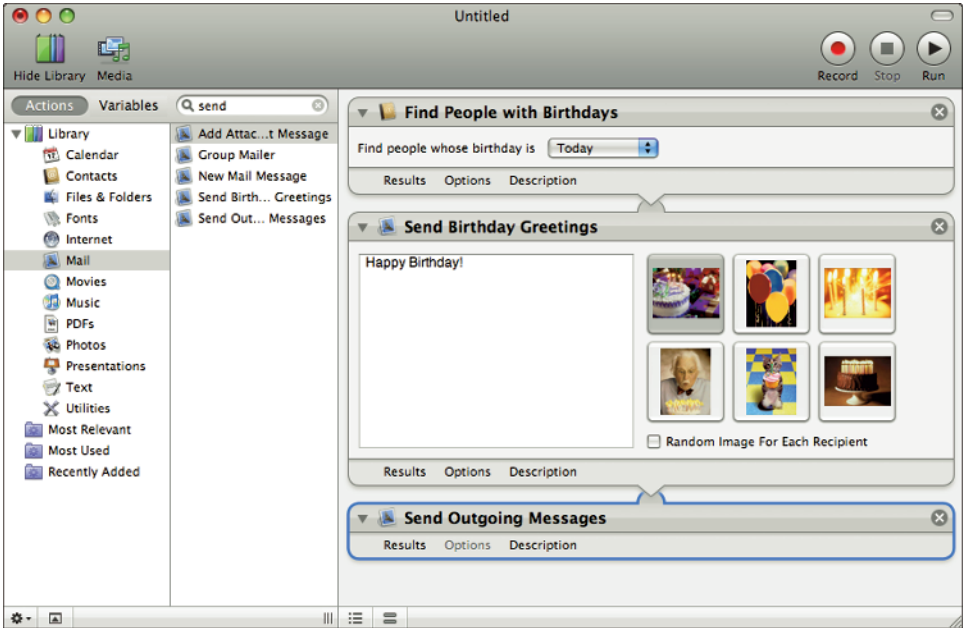 Untitled
Hide Library Media
Record Stop Run
Actions Variables send
Library
Calendar
Contacts
Files & Folders
Fonts
Internet
Mail
Movies
Music
PDFs
Photos
Presentations
Text
Utilities
Most Relevant
Most Used
Recently Added
Add Attac...t Message
Group Mailer
New Mail Message
Send Birth... Greetings
Send Out... Messages
Find People with Birthdays
Find people whose birthday is Today
Results Options Description
Send Birthday Greetings
Happy Birthday!
Random Image For Each Recipient
Results Options Description
Send Outgoing Messages
Results Options Description